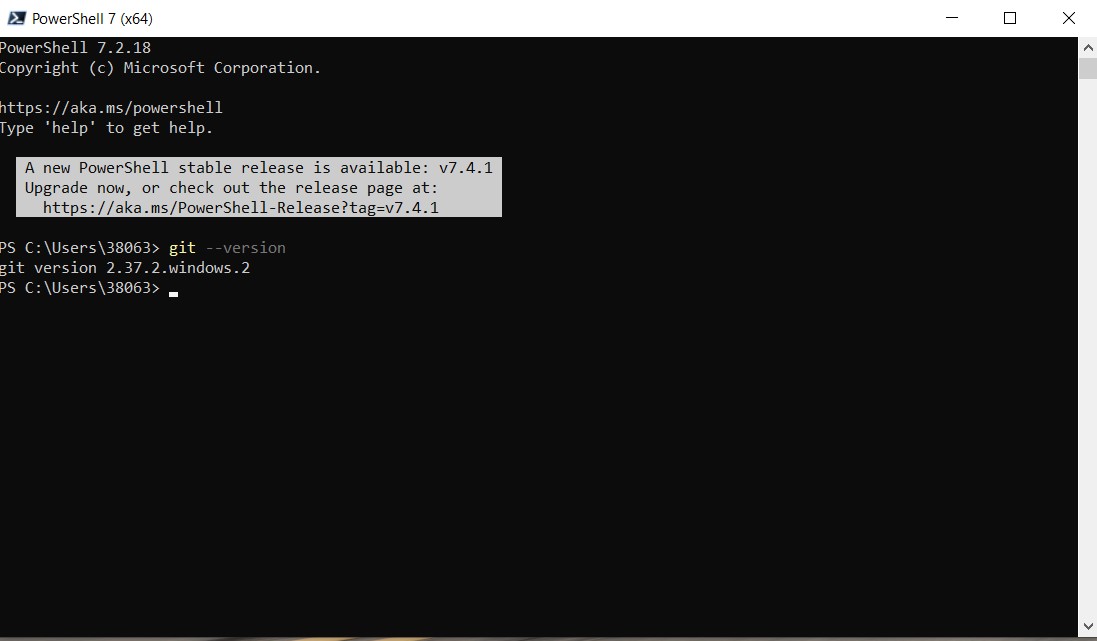 PowerShell 7 (x64)
PowerShell 7.2.18
Copyright (c) Microsoft Corporation.
https://aka.ms/powershell
Type 'help' to get help.
A new PowerShell stable release is available: v7.4.1
Upgrade now, or check out the release page at:
https://aka.ms/PowerShell-Release?tag=v7.4.1
PS C:\Users\38063> git --version
git version 2.37.2.windows.2
PS C:\Users\38063>